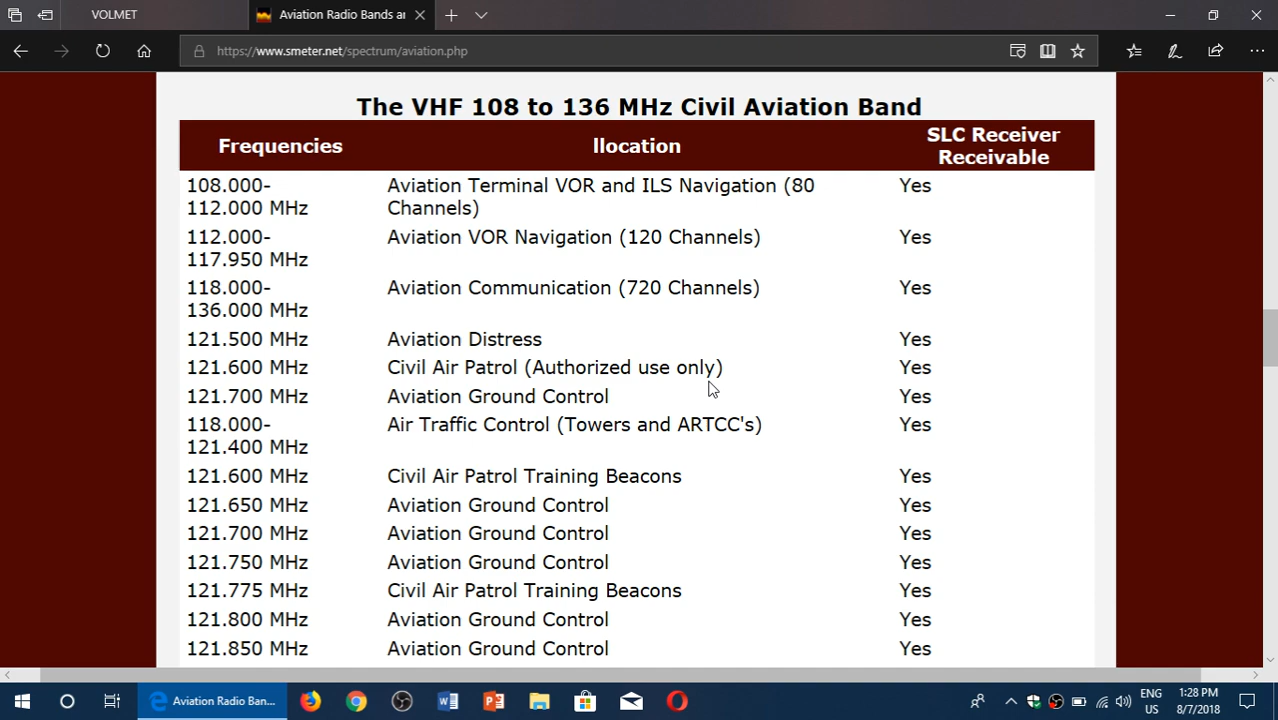 VOLMET
Aviation Radio Bands ar
https://www.smeter.net/spectrum/aviation.php
The VHF 108 to 136 MHz Civil Aviation Band
Frequencies
llocation
SLC Receiver
Receivable
108.000-
112.000 MHz
Aviation Terminal VOR and ILS Navigation (80
Channels)
Yes
112.000-
117.950 MHz
Aviation VOR Navigation (120 Channels)
Yes
118.000-
136.000 MHz
Aviation Communication (720 Channels)
Yes
121.500 MHz Aviation Distress Yes
121.600 MHz Civil Air Patrol (Authorized use only) Yes
121.700 MHz Aviation Ground Control Yes
118.000-
121.400 MHz
Air Traffic Control (Towers and ARTCC's)
Yes
121.600 MHz Civil Air Patrol Training Beacons Yes
121.650 MHz Aviation Ground Control Yes
121.700 MHz Aviation Ground Control Yes
121.750 MHz Aviation Ground Control Yes
121.775 MHz Civil Air Patrol Training Beacons Yes
121.800 MHz Aviation Ground Control Yes
121.850 MHz Aviation Ground Control Yes
Aviation Radio Ban...
ENG
US
1:28 PM
8/7/2018